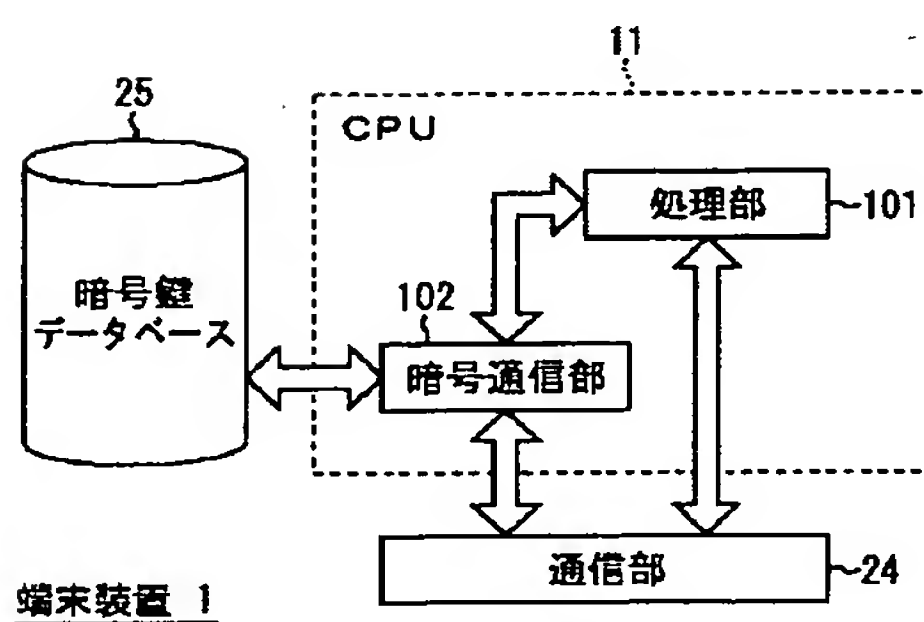 11
25
CPU
処理部
101
暗号鍵
データベース
102
暗号通信部
通信部
24
端末装置 1